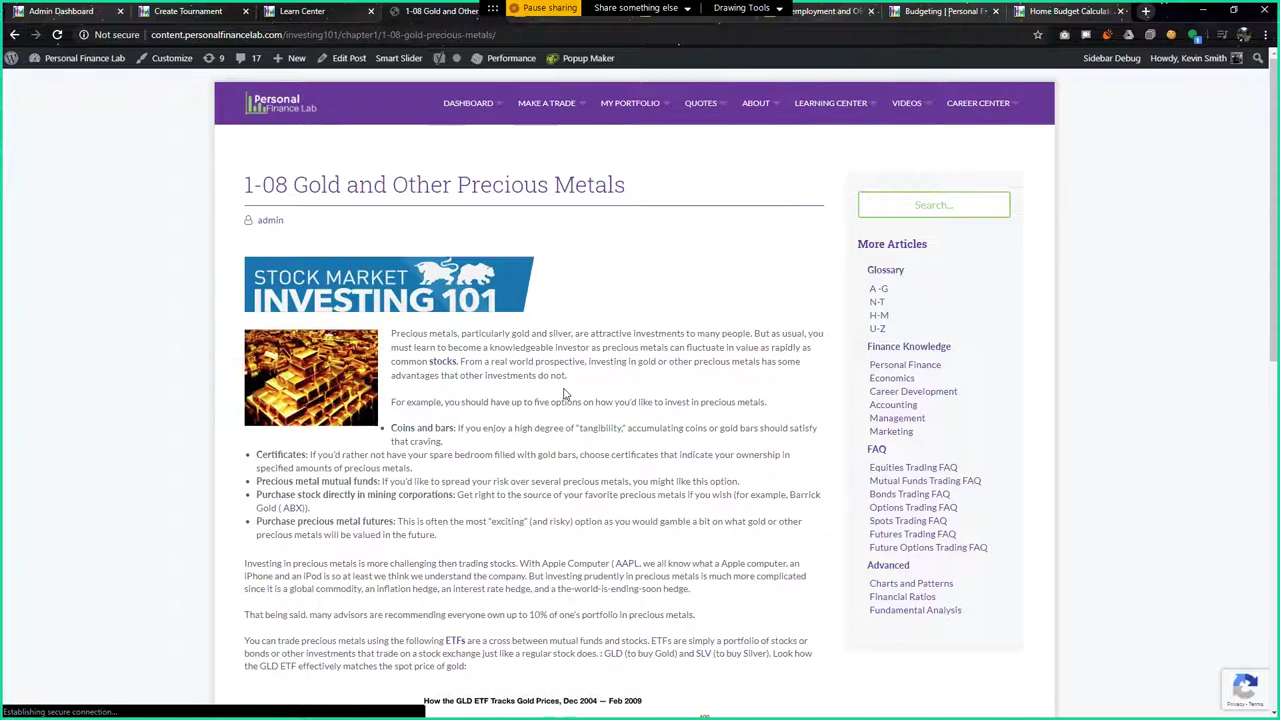 Admin Dashboard
Create Tournament
Learn Center
1-08 Gold and Other Precious
Pause sharing
Share something else
Drawing Tools
employment and O
Budgeting | Personal F
Home Budget Calcula
Not secure | content.personalfinancelab.com/investing101/chapter1/1-08-gold-precious-metals/
Personal Finance Lab
Customize
9
17
New
Edit Post
Smart Slider
Performance
Popup Maker
Sidebar Debug
Howdy, Kevin Smith
Personal
Finance Lab
DASHBOARD
MAKE A TRADE
MY PORTFOLIO
QUOTES
ABOUT
LEARNING CENTER
VIDEOS
CAREER CENTER
1-08 Gold and Other Precious Metals
admin
STOCK MARKET
INVESTING 101
Precious metals, particularly gold and silver, are attractive investments to many people. But as usual, you
must learn to become a knowledgeable investor as precious metals can fluctuate in value as rapidly as
common stocks. From a real world prospective, investing in gold or other precious metals has some
advantages that other investments do not.
For example, you should have up to five options on how you'd like to invest in precious metals.
Coins and bars: If you enjoy a high degree of "tangibility," accumulating coins or gold bars should satisfy
that craving.
Certificates: If you'd rather not have your spare bedroom filled with gold bars, choose certificates that indicate your ownership in
specified amounts of precious metals.
Precious metal mutual funds: If you'd like to spread your risk over several precious metals, you might like this option.
Purchase stock directly in mining corporations: Get right to the source of your favorite precious metals if you wish (for example, Barrick
Gold ( ABX)).
Purchase precious metal futures: This is often the most "exciting" (and risky) option as you would gamble a bit on what gold or other
precious metals will be valued in the future.
Investing in precious metals is more challenging then trading stocks. With Apple Computer ( AAPL, we all know what a Apple computer, an
iPhone and an iPod is so at least we think we understand the company. But investing prudently in precious metals is much more complicated
since it is a global commodity, an inflation hedge, an interest rate hedge, and a the-world-is-ending-soon hedge.
That being said, many advisors are recommending everyone own up to 10% of one's portfolio in precious metals.
You can trade precious metals using the following ETFs are a cross between mutual funds and stocks. ETFs are simply a portfolio of stocks or
bonds or other investments that trade on a stock exchange just like a regular stock does. : GLD (to buy Gold) and SLV (to buy Silver). Look how
the GLD ETF effectively matches the spot price of gold:
How the GLD ETF Tracks Gold Prices, Dec 2004 — Feb 2009
Search...
More Articles
Glossary
A -G
N-T
H-M
U-Z
Finance Knowledge
Personal Finance
Economics
Career Development
Accounting
Management
Marketing
FAQ
Equities Trading FAQ
Mutual Funds Trading FAQ
Bonds Trading FAQ
Options Trading FAQ
Spots Trading FAQ
Futures Trading FAQ
Future Options Trading FAQ
Advanced
Charts and Patterns
Financial Ratios
Fundamental Analysis
Privacy - Terms
Establishing secure connection...